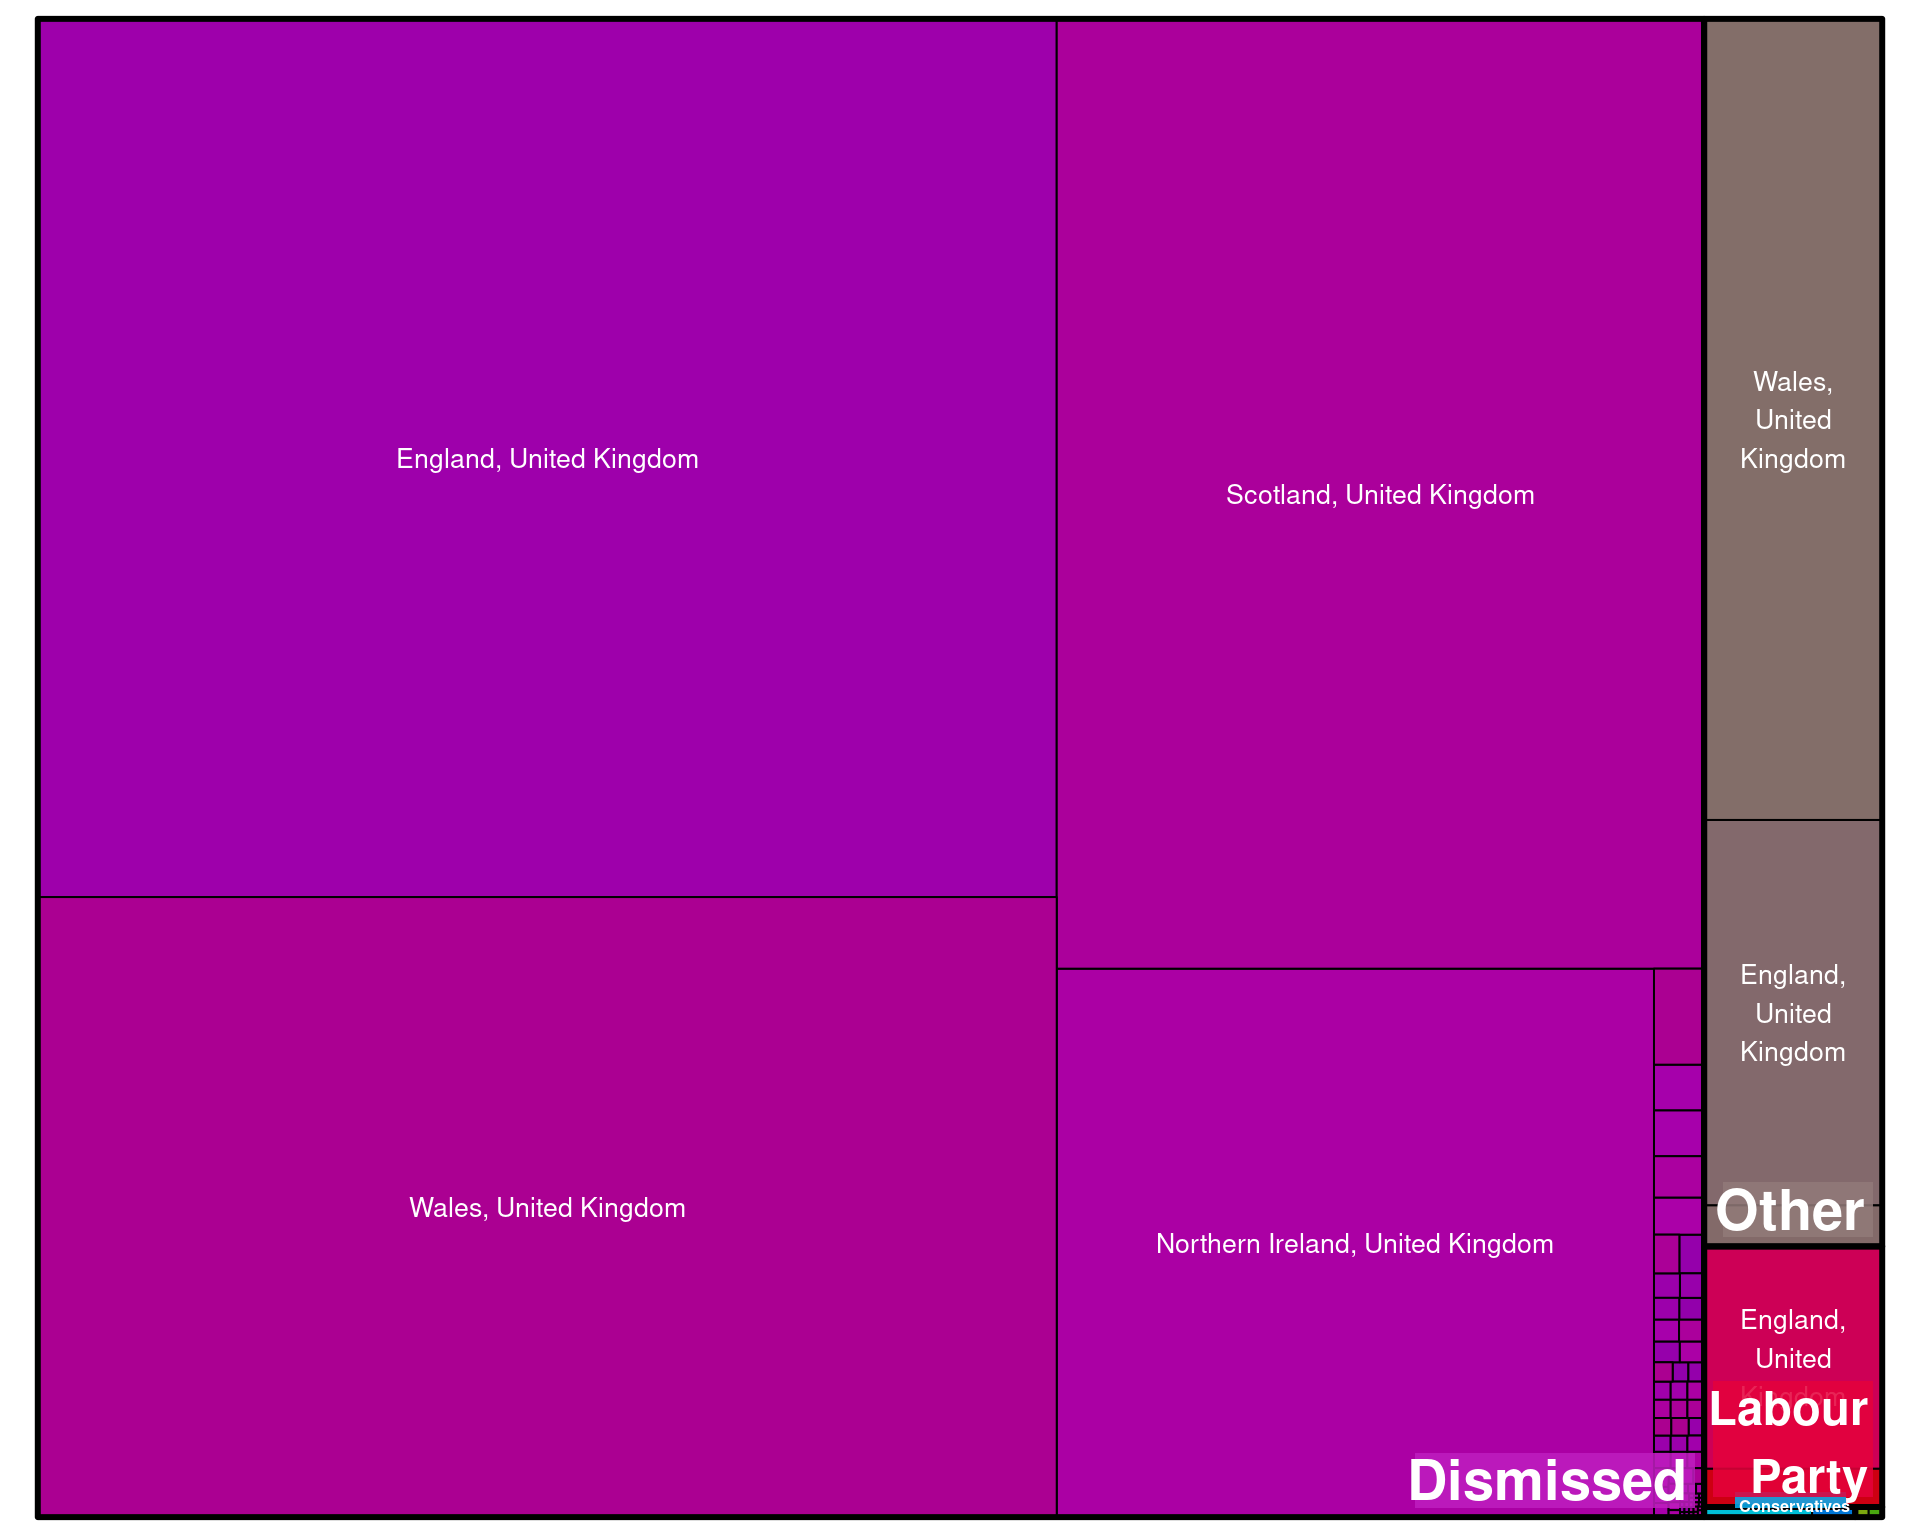 England, United Kingdom
Scotland, United Kingdom
Wales, United Kingdom
Northern Ireland, United Kingdom
Dismissed
Wales,
United
Kingdom
England,
United
Kingdom
Other
England,
United
Kingdom
Labour
Party
Conservatives